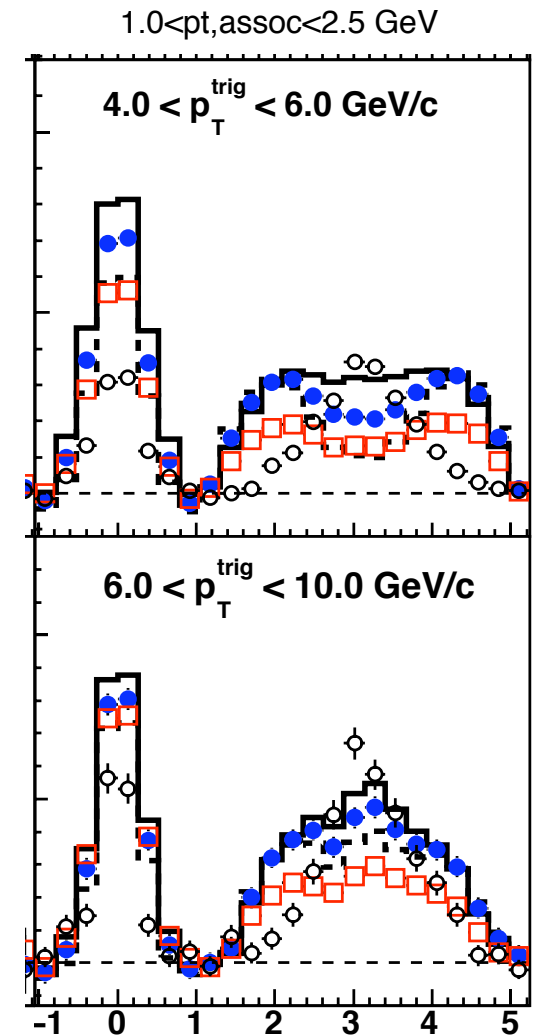 1.0<pt,assoc<2.5 GeV
4.0 < p_T^trig < 6.0 GeV/c
6.0 < p_T^trig < 10.0 GeV/c
-1 0 1 2 3 4 5